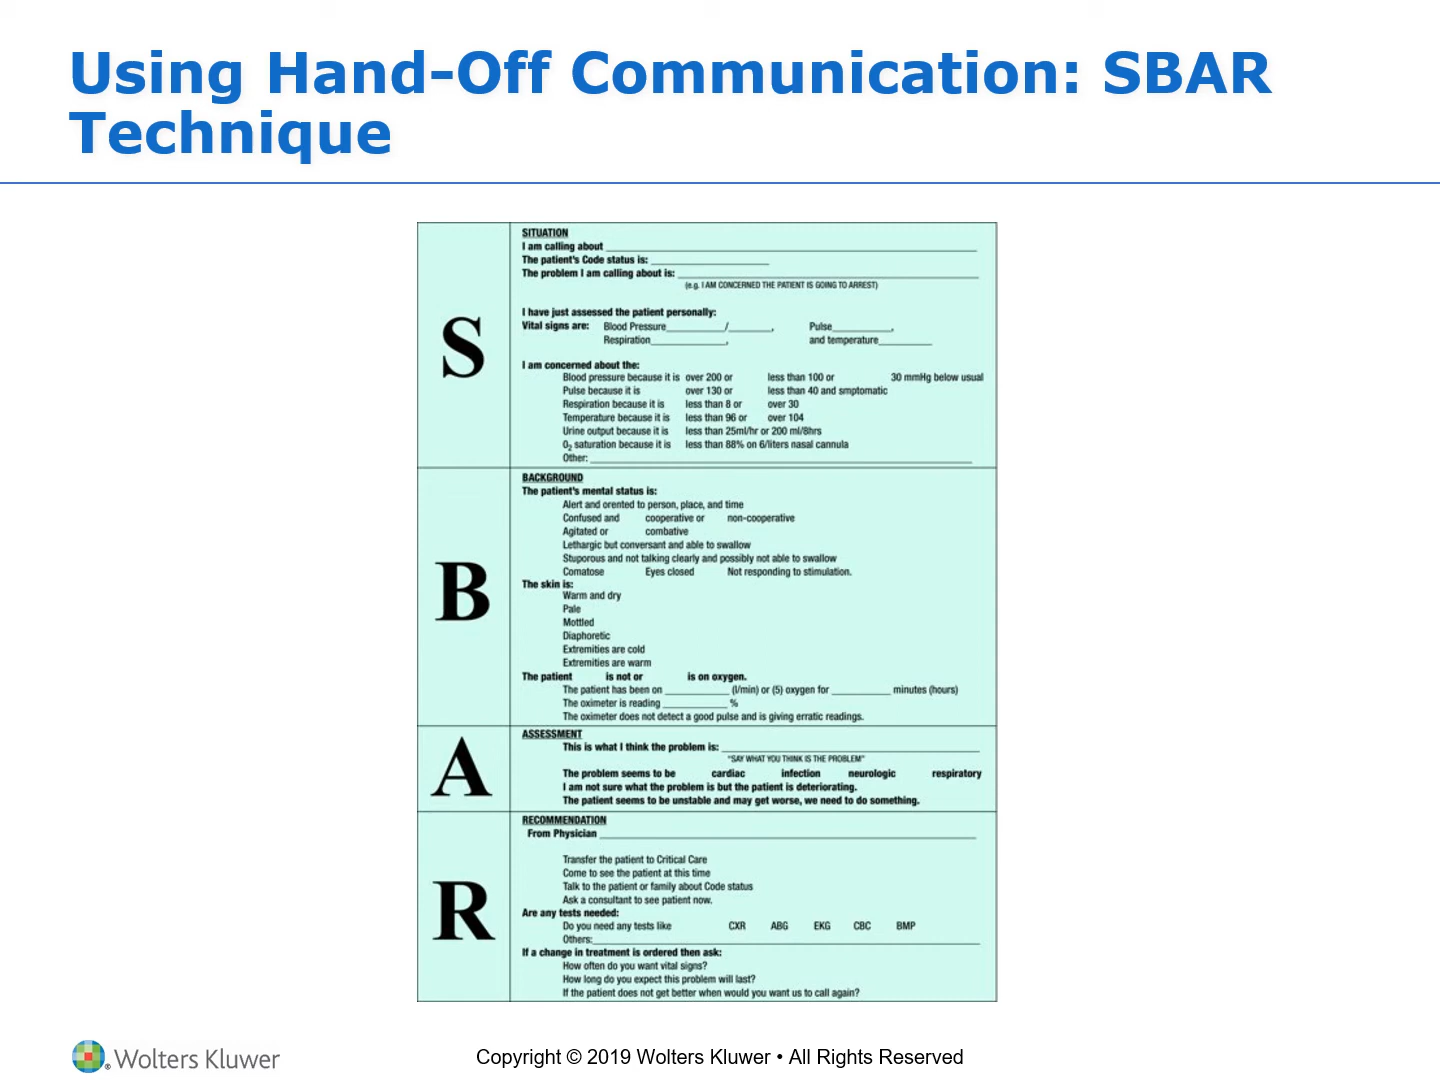 Using Hand-Off Communication: SBAR
Technique
S
SITUATION
I am calling about ____
The patient's Code status is: ____
The problem I am calling about is: ____
(e.g. I AM CONCERNED THE PATIENT IS GOING TO ARREST)
I have just assessed the patient personally:
Vital signs are: Blood Pressure____/____, Pulse____,
Respiration____, and temperature____
I am concerned about the:
Blood pressure because it is over 200 or less than 100 or 30 mmHg below usual
Pulse because it is over 130 or less than 40 and smptomatic
Respiration because it is less than 8 or over 30
Temperature because it is less than 96 or over 104
Urine output because it is less than 25ml/hr or 200 ml/8hrs
O2 saturation because it is less than 88% on 6/liters nasal cannula
Other: ____
B
BACKGROUND
The patient's mental status is:
Alert and orented to person, place, and time
Confused and cooperative or non-cooperative
Agitated or combative
Lethargic but conversant and able to swallow
Stuporous and not talking clearly and possibly not able to swallow
Comatose Eyes closed Not responding to stimulation.
The skin is:
Warm and dry
Pale
Mottled
Diaphoretic
Extremities are cold
Extremities are warm
The patient is not or is on oxygen.
The patient has been on ____ (l/min) or (5) oxygen for ____ minutes (hours)
The oximeter is reading ____ %
The oximeter does not detect a good pulse and is giving erratic readings.
A
ASSESSMENT
This is what I think the problem is: ____
"SAY WHAT YOU THINK IS THE PROBLEM"
The problem seems to be cardiac infection neurologic respiratory
I am not sure what the problem is but the patient is deteriorating.
The patient seems to be unstable and may get worse, we need to do something.
R
RECOMMENDATION
From Physician ____
Transfer the patient to Critical Care
Come to see the patient at this time
Talk to the patient or family about Code status
Ask a consultant to see patient now.
Are any tests needed:
Do you need any tests like CXR ABG EKG CBC BMP
Others:____
If a change in treatment is ordered then ask:
How often do you want vital signs?
How long do you expect this problem will last?
If the patient does not get better when would you want us to call again?
® Wolters Kluwer
Copyright © 2019 Wolters Kluwer • All Rights Reserved